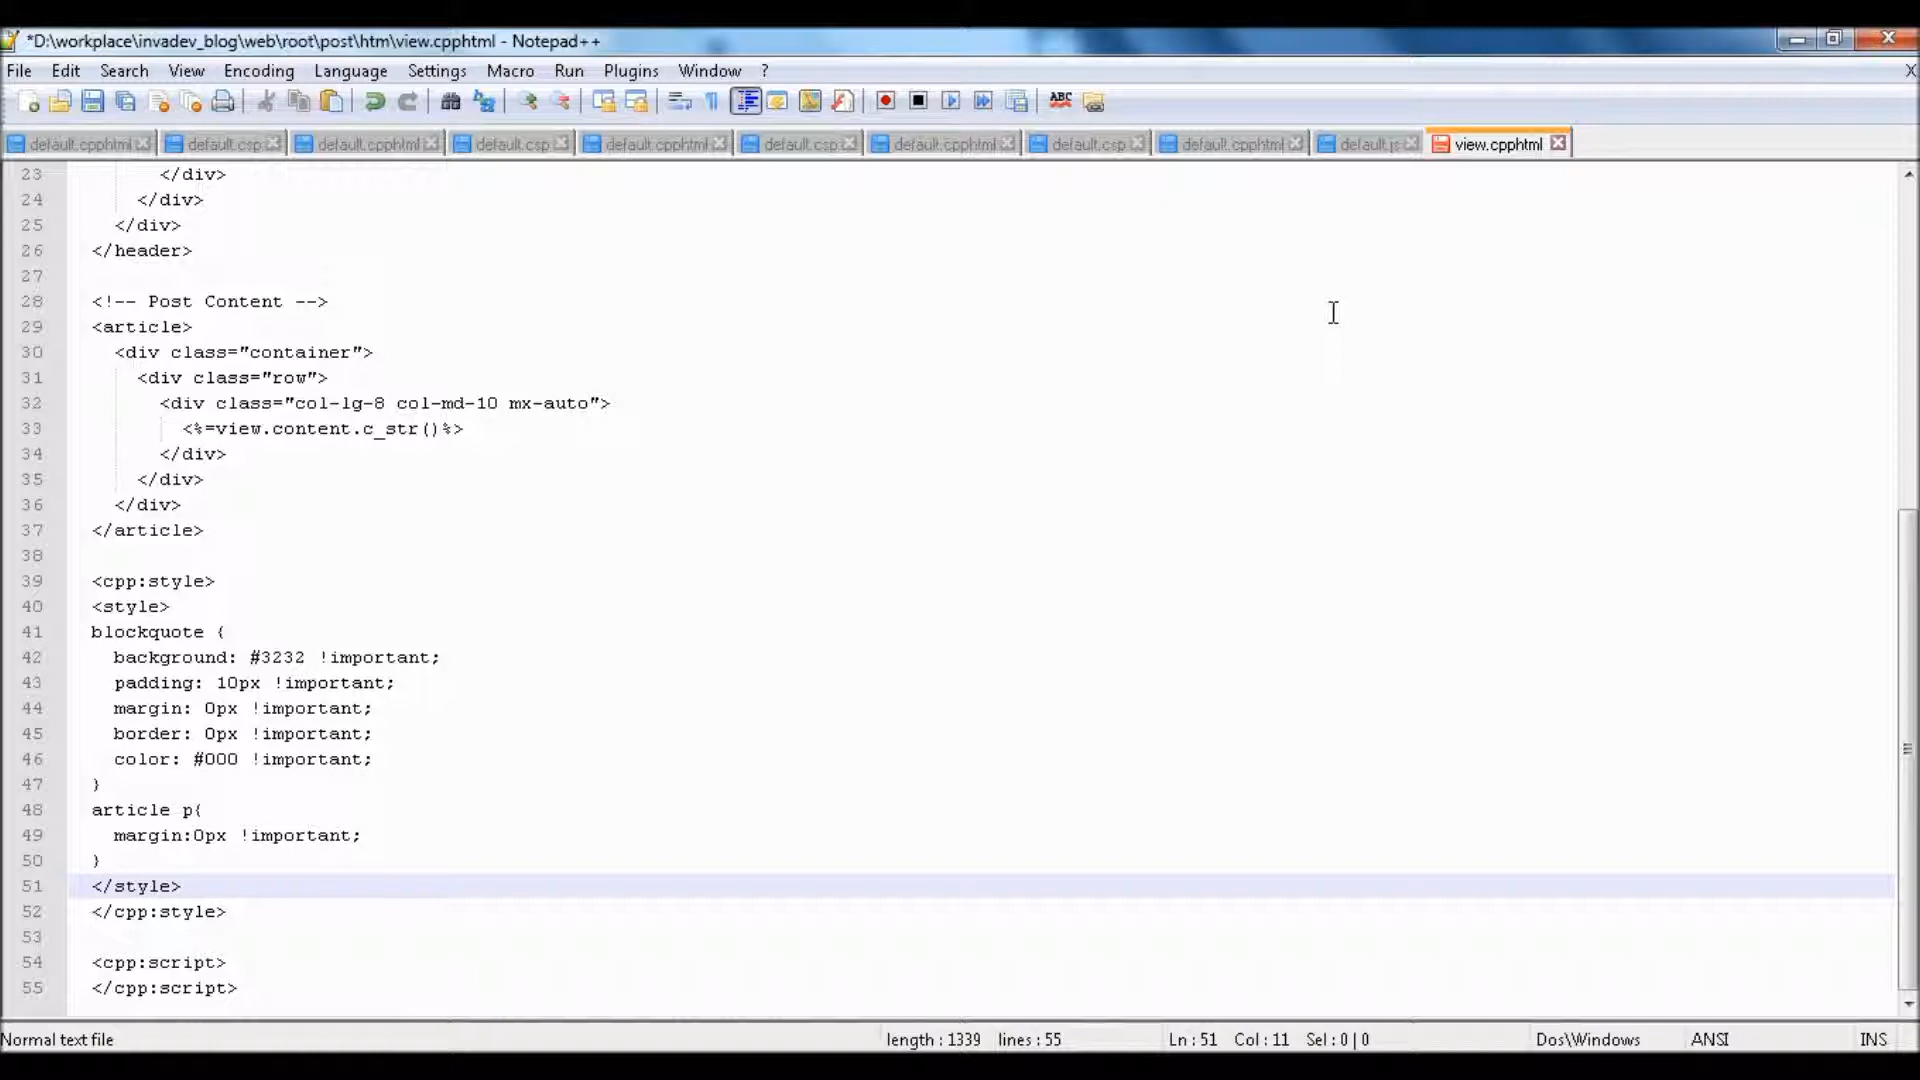 *D:\workplace\invadev_blog\web\root\post\htm\view.cpphtml - Notepad++
File Edit Search View Encoding Language Settings Macro Run Plugins Window ? X
ABC
default.cpphtml default.csp default.cpphtml default.csp default.cpphtml default.csp default.cpphtml default.csp default.cpphtml default.js view.cpphtml
23 </div>
24 </div>
25 </div>
26 </header>
27
28 <!-- Post Content -->
29 <article>
30 <div class="container">
31 <div class="row">
32 <div class="col-lg-8 col-md-10 mx-auto">
33 <%=view.content.c_str()%>
34 </div>
35 </div>
36 </div>
37 </article>
38
39 <cpp:style>
40 <style>
41 blockquote {
42 background: #3232 !important;
43 padding: 10px !important;
44 margin: 0px !important;
45 border: 0px !important;
46 color: #000 !important;
47 }
48 article p{
49 margin:0px !important;
50 }
51 </style>
52 </cpp:style>
53
54 <cpp:script>
55 </cpp:script>
Normal text file length : 1339 lines : 55 Ln : 51 Col : 11 Sel : 0 | 0 Dos\Windows ANSI INS